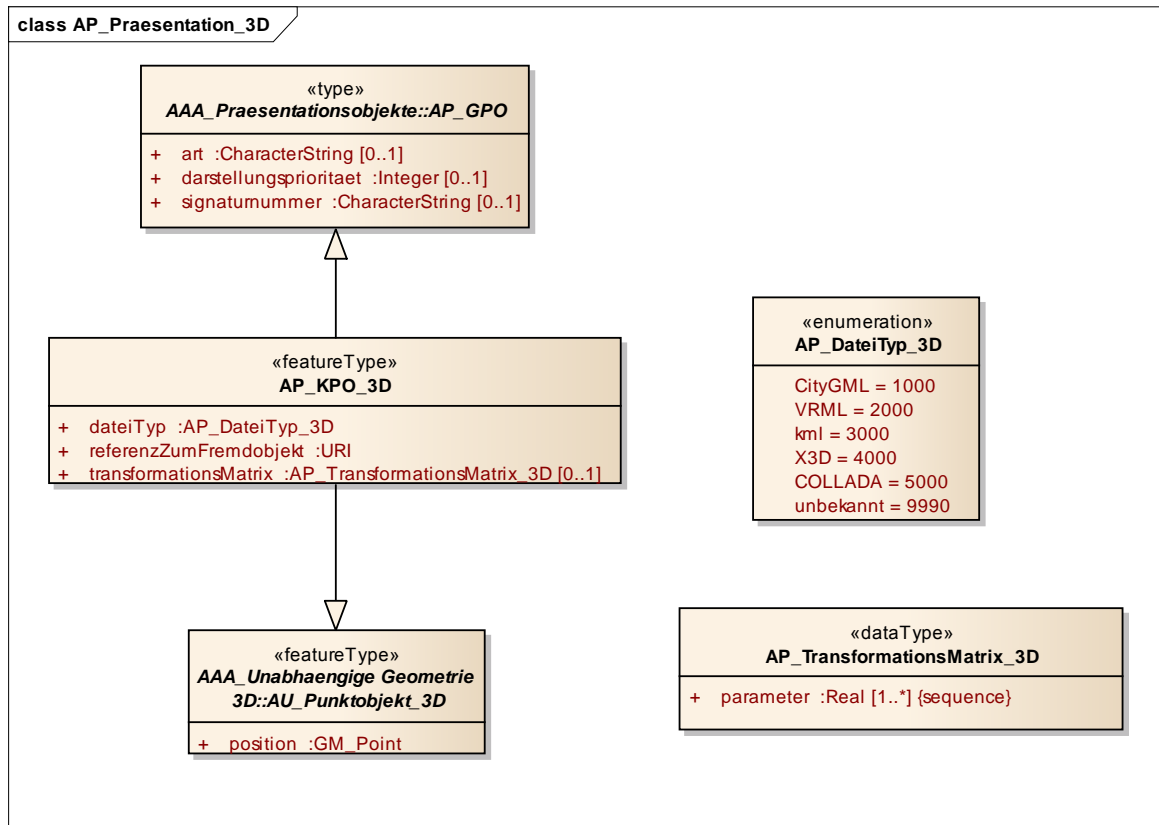 class AP_Praesentation_3D
«type»
AAA_Praesentationsobjekte::AP_GPO
+ art :CharacterString [0..1]
+ darstellungsprioritaet :Integer [0..1]
+ signaturnummer :CharacterString [0..1]
«featureType»
AP_KPO_3D
+ dateiTyp :AP_DateiTyp_3D
+ referenzZumFremdobjekt :URI
+ transformationsMatrix :AP_TransformationsMatrix_3D [0..1]
«enumeration»
AP_DateiTyp_3D
CityGML = 1000
VRML = 2000
kml = 3000
X3D = 4000
COLLADA = 5000
unbekannt = 9990
«featureType»
AAA_Unabhaengige Geometrie
3D::AU_Punktobjekt_3D
+ position :GM_Point
«dataType»
AP_TransformationsMatrix_3D
+ parameter :Real [1..*] {sequence}